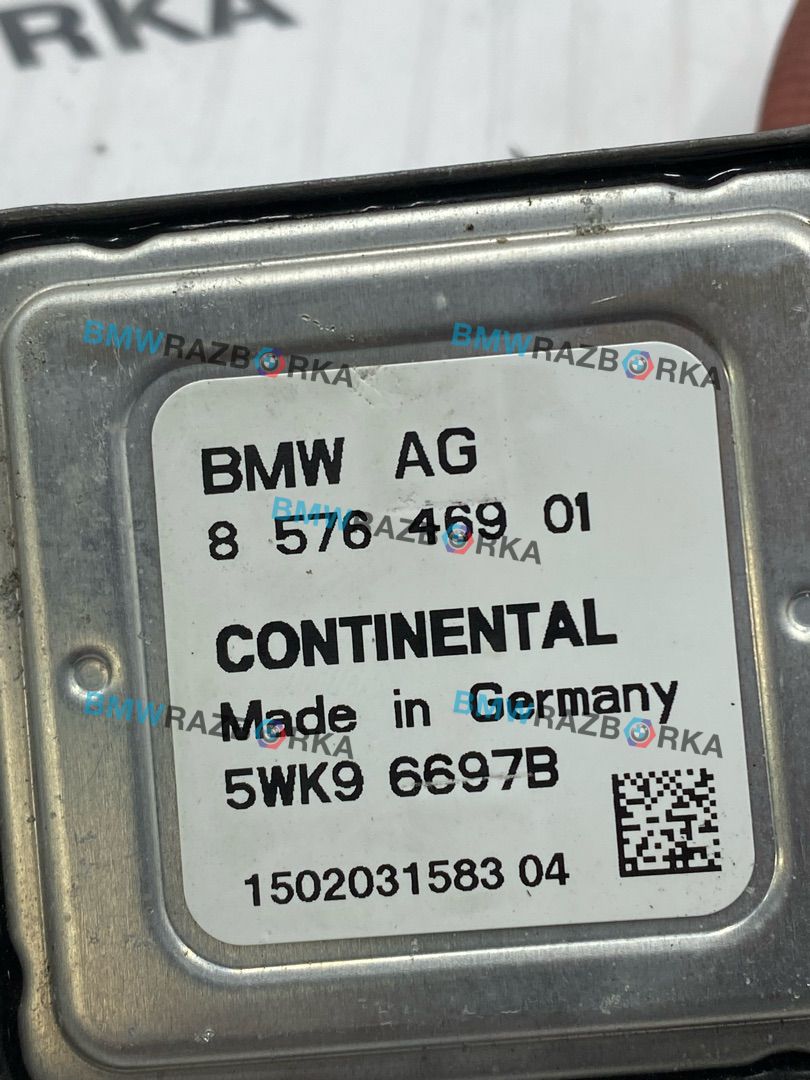 RKA
BMWRAZBORKA
BMWRAZBORKA
BMW AG
8 576 469 01
BMWRAZBORKA
CONTINENTAL
Made in Germany
BMWRAZBORKA
BMWRAZBORKA
5WK9 6697B
1502031583 04